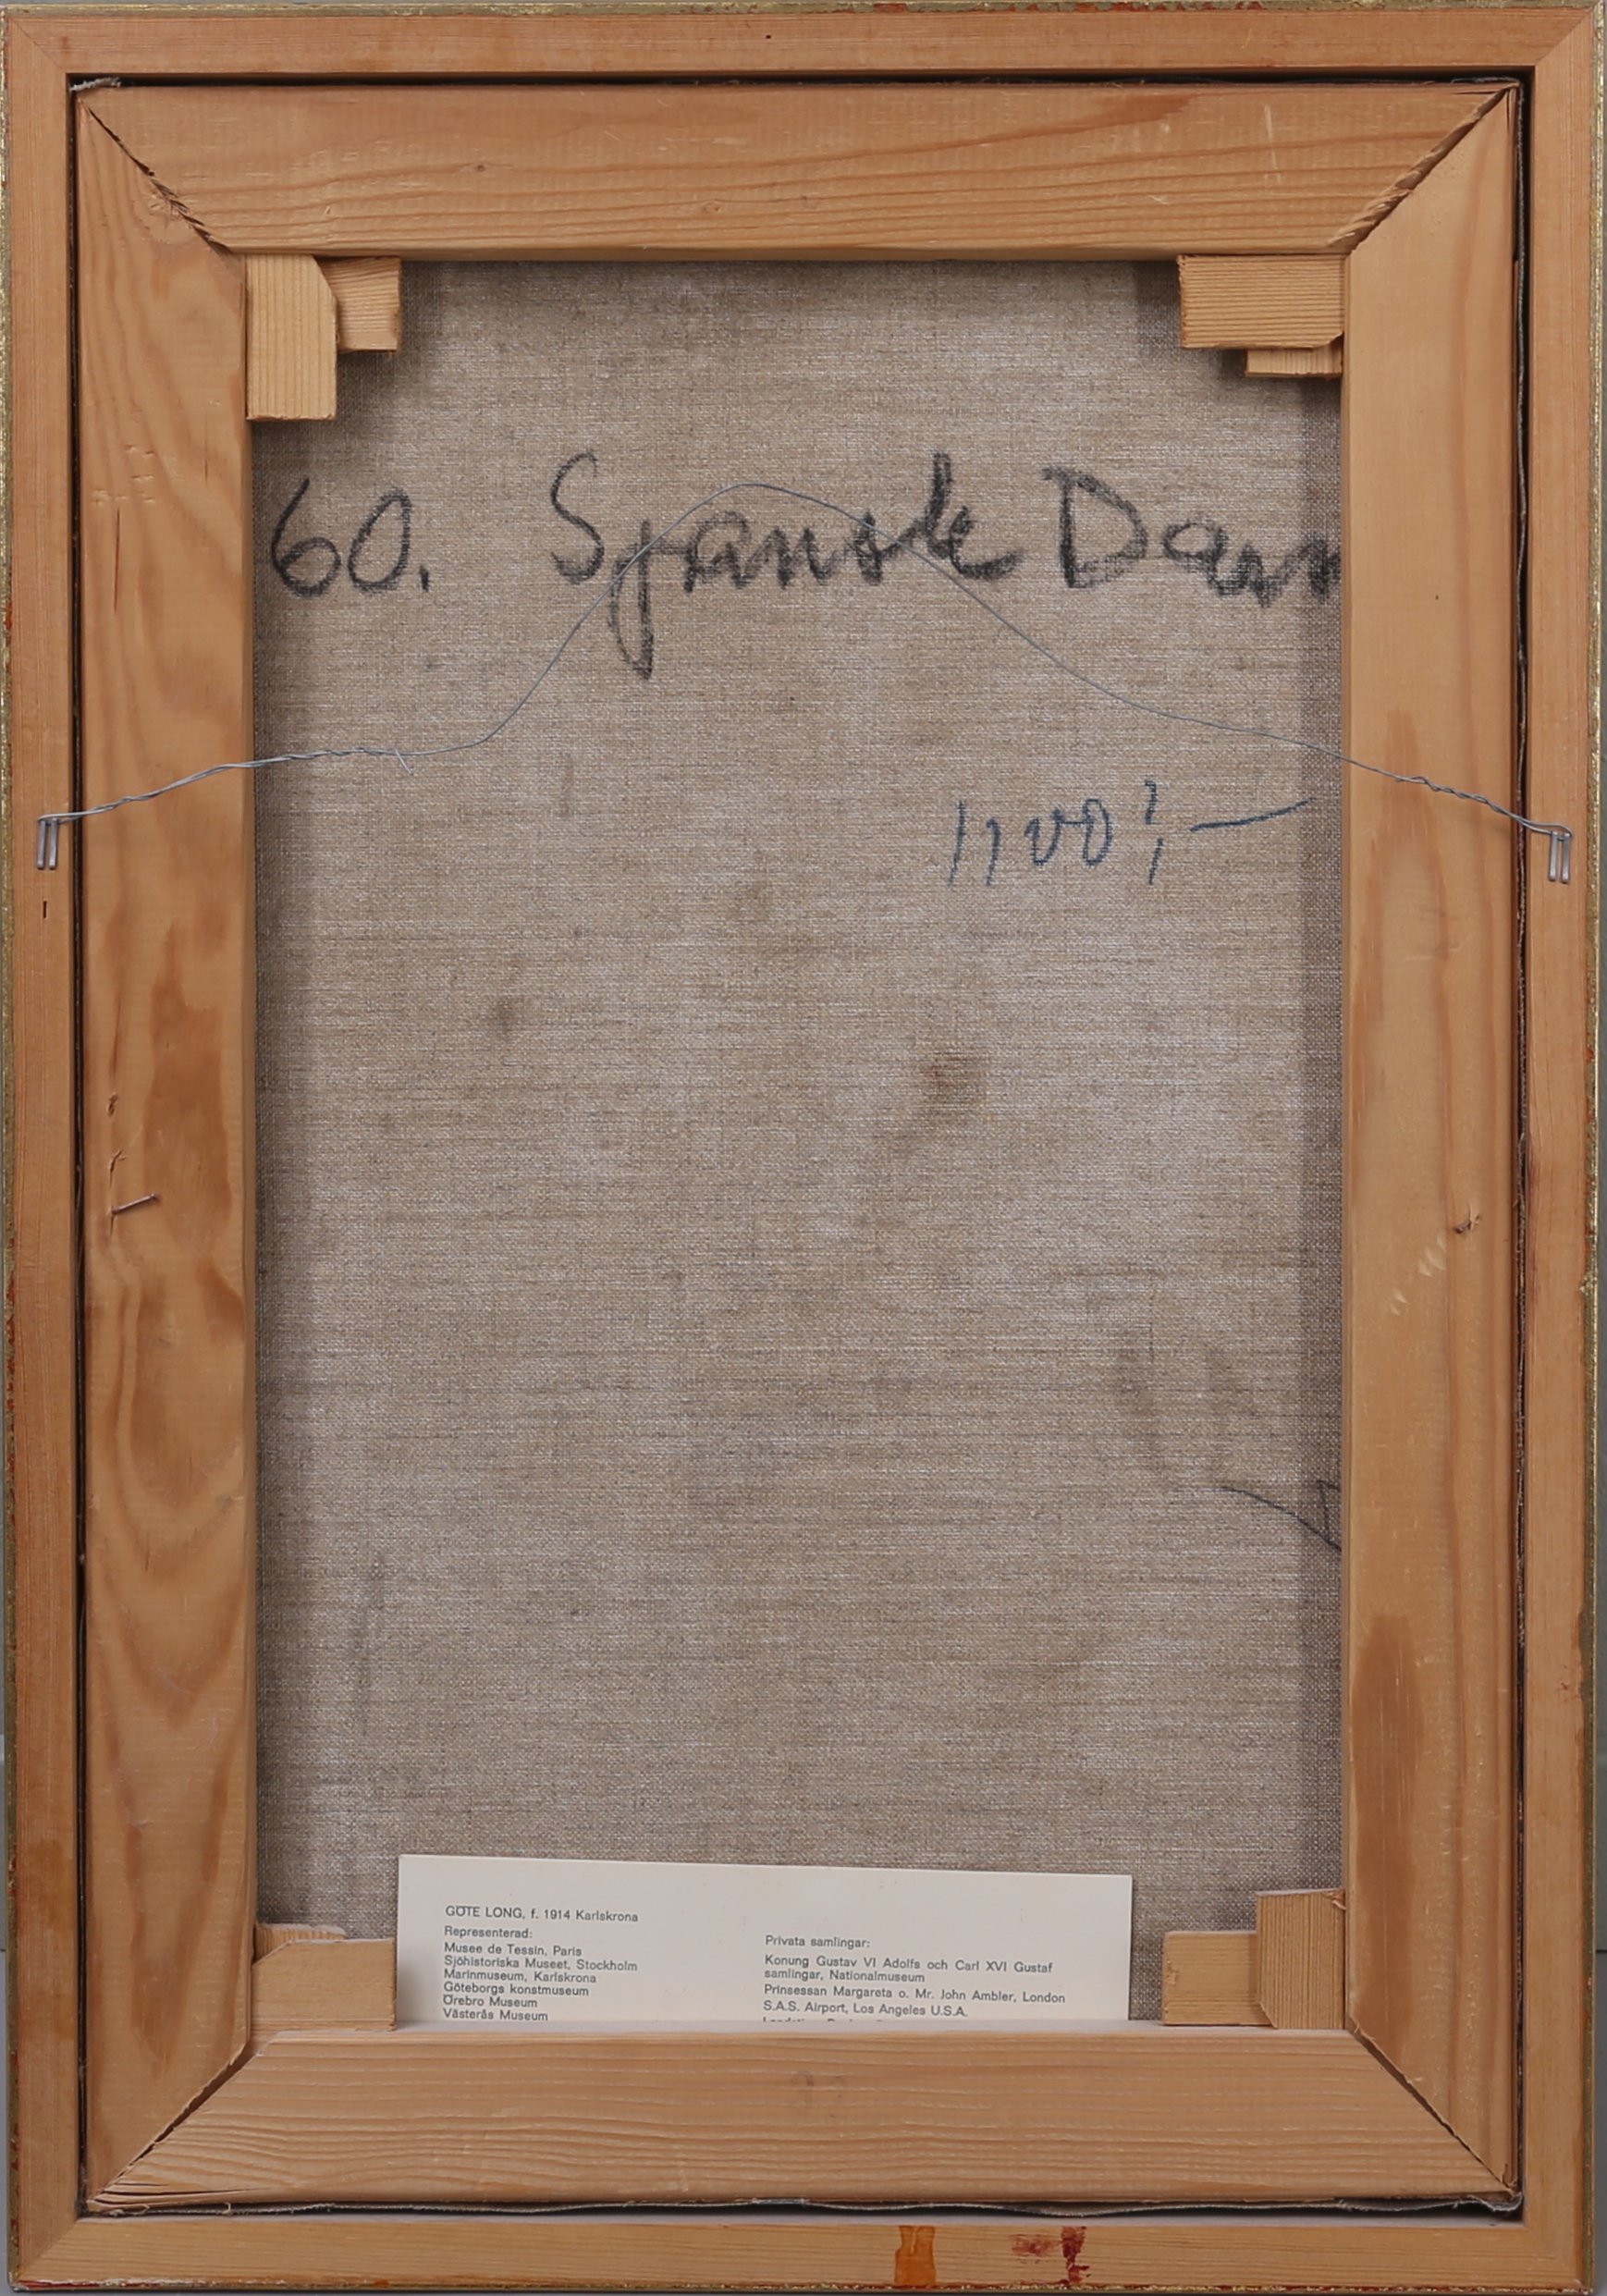 60. Spansk Dam
1100:-
GÖTE LONG, f. 1914 Karlskrona
Representerad:
Musee de Tessin, Paris
Sjöhistoriska Museet, Stockholm
Marinmuseum, Karlskrona
Göteborgs konstmuseum
Örebro Museum
Västerås Museum
Privata samlingar:
Konung Gustav VI Adolfs och Carl XVI Gustaf
samlingar, Nationalmuseum
Prinsessan Margareta o. Mr. John Ambler, London
S.A.S. Airport, Los Angeles U.S.A.